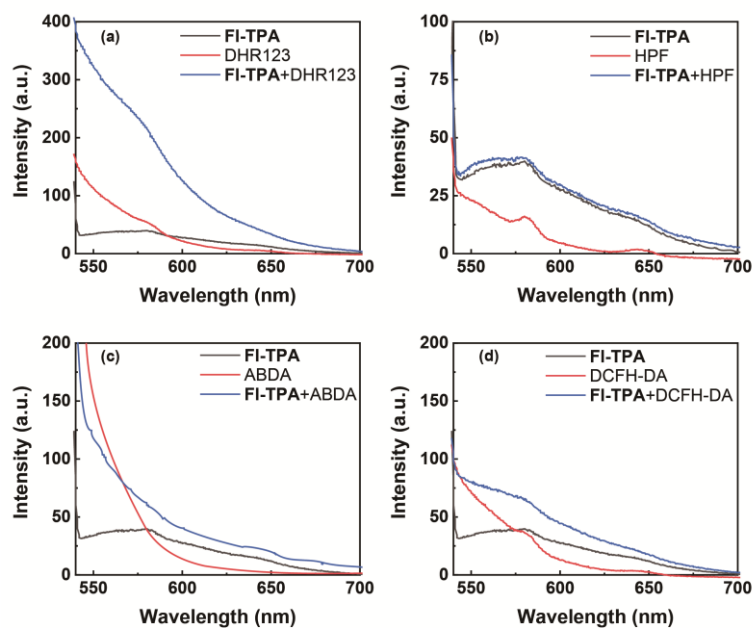 400
300
200
100
0
Intensity (a.u.)
(a)
FI-TPA
DHR123
FI-TPA+DHR123
550
600
650
700
Wavelength (nm)
100
75
50
25
0
Intensity (a.u.)
(b)
FI-TPA
HPF
FI-TPA+HPF
550
600
650
700
Wavelength (nm)
200
150
100
50
0
Intensity (a.u.)
(c)
FI-TPA
ABDA
FI-TPA+ABDA
550
600
650
700
Wavelength (nm)
200
150
100
50
0
Intensity (a.u.)
(d)
FI-TPA
DCFH-DA
FI-TPA+DCFH-DA
550
600
650
700
Wavelength (nm)